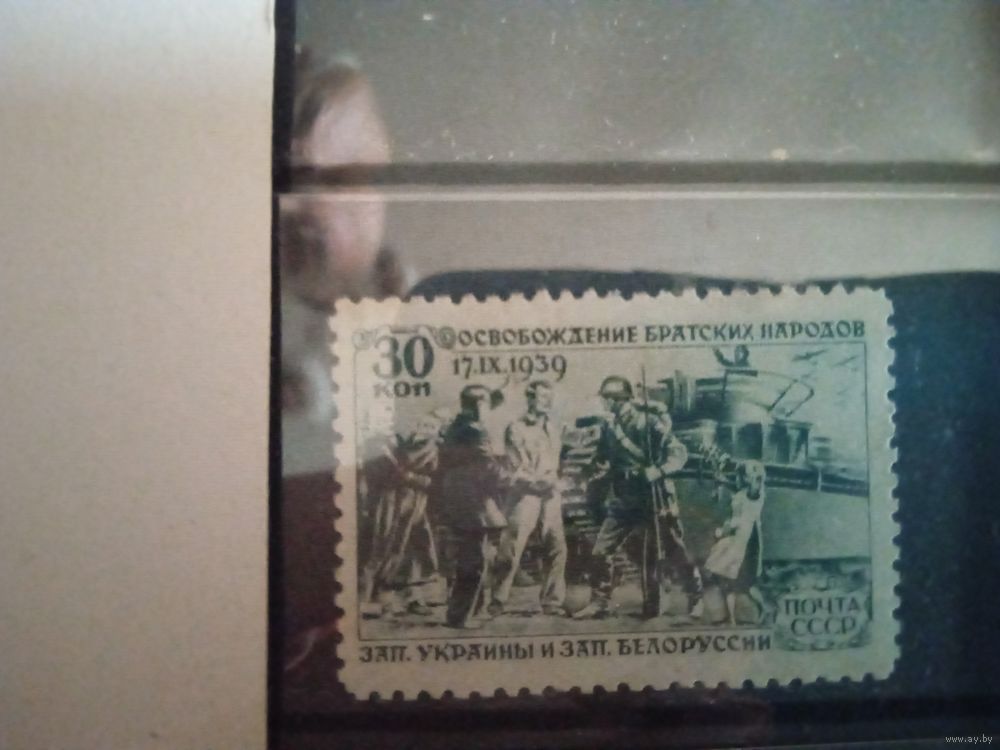 30
КОП
ОСВОБОЖДЕНИЕ БРАТСКИХ НАРОДОВ
17.IX.1939
ПОЧТА
СССР
ЗАП. УКРАИНЫ И ЗАП. БЕЛОРУССИИ
www.ay.by